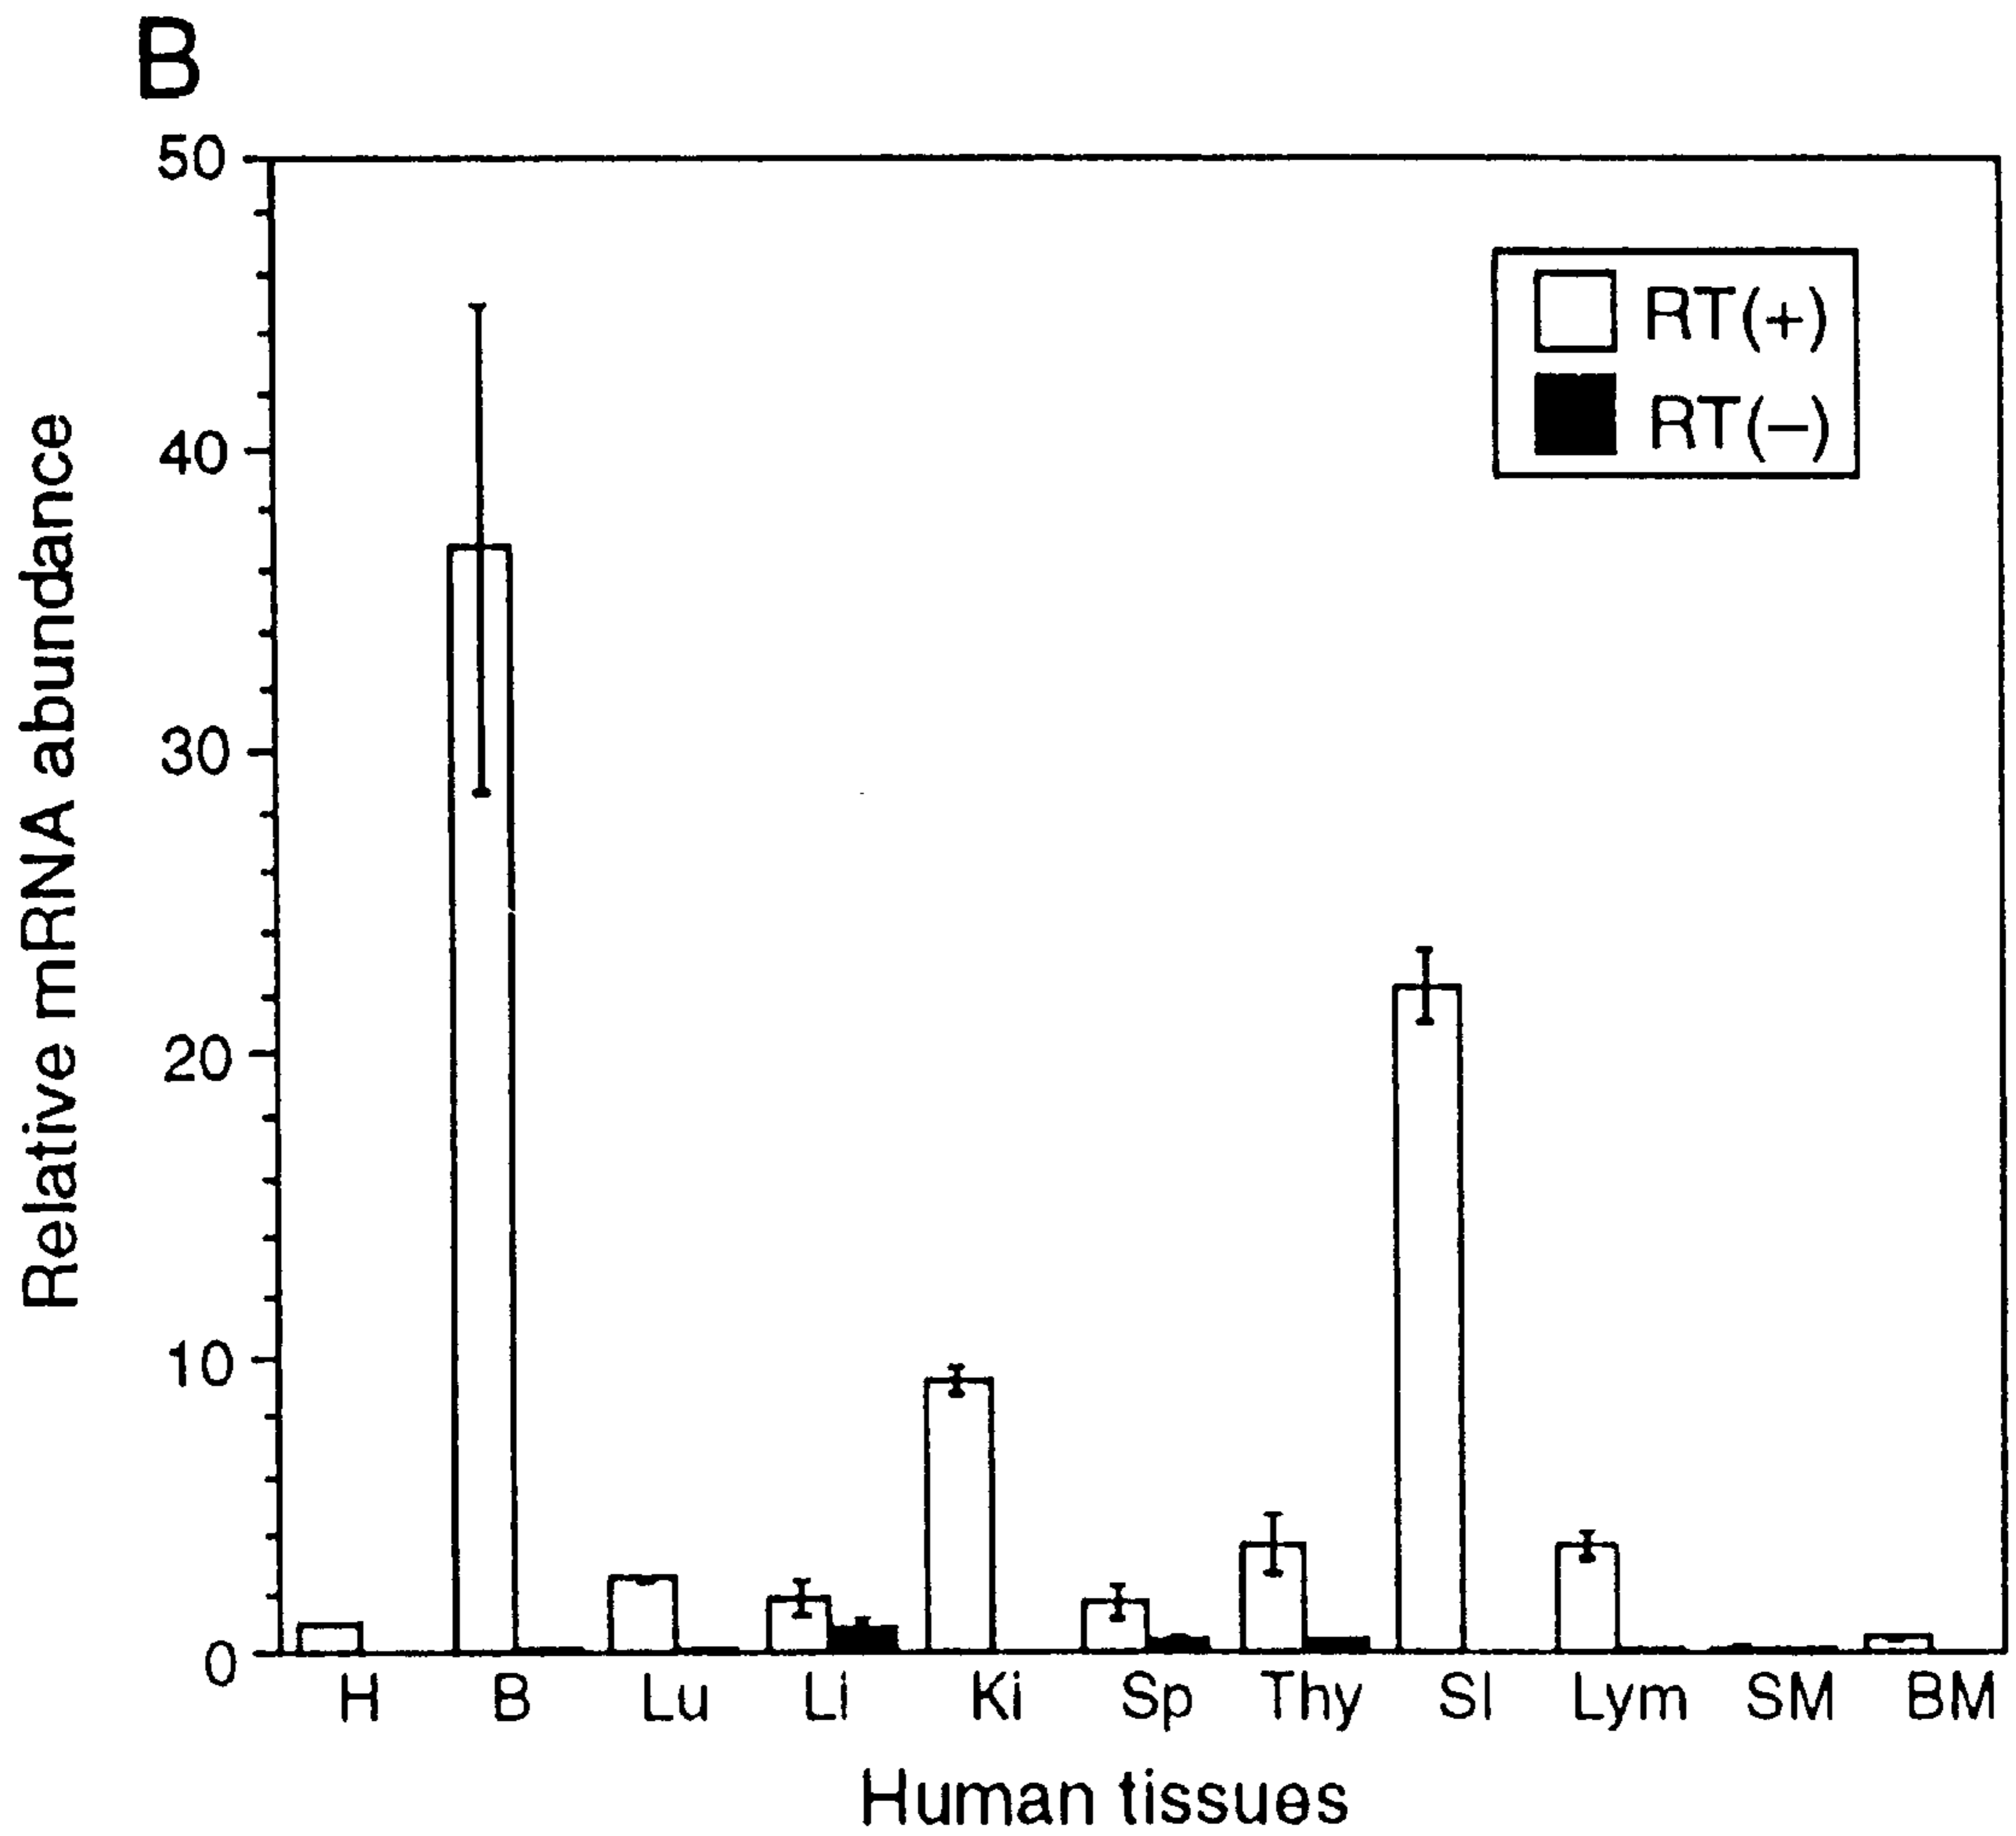 B
50
40
30
20
10
0
Relative mRNA abundance
RT(+)
RT(−)
H B Lu Li Ki Sp Thy SI Lym SM BM
Human tissues